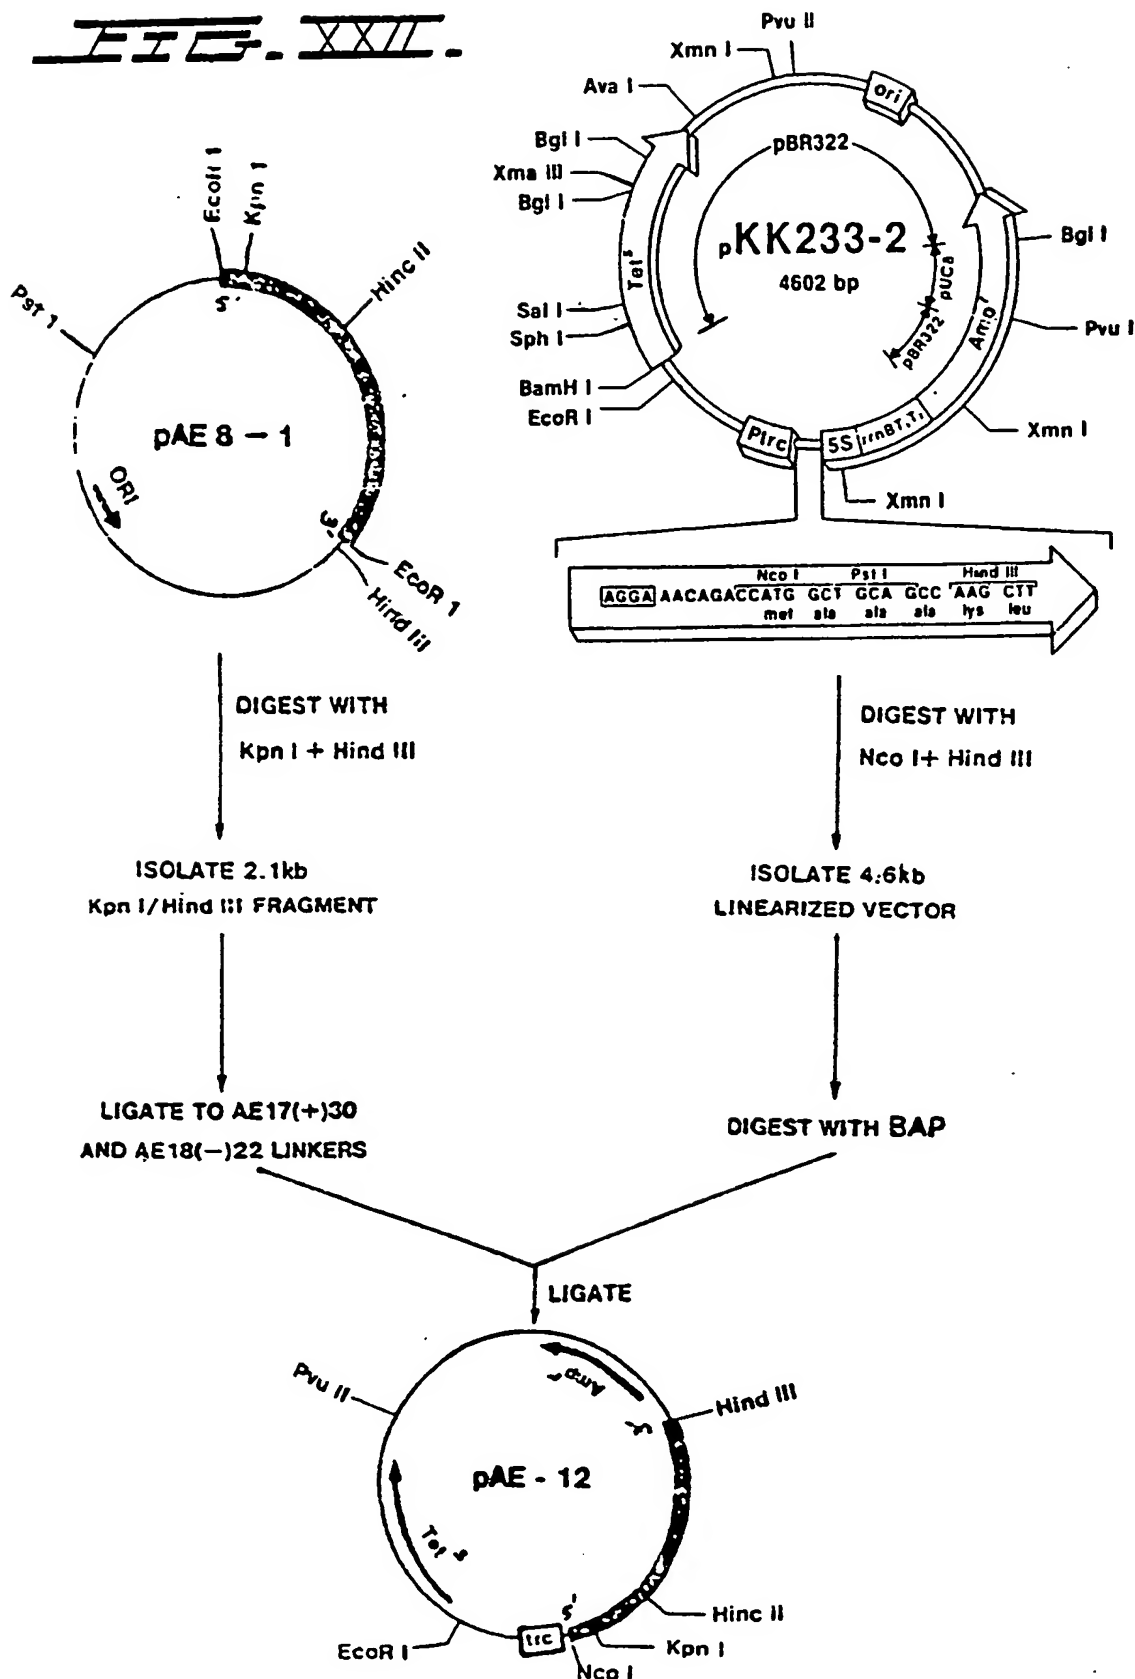 FIG. XXII.
EcoR 1
Kpn 1
Hinc II
Pst 1
5'
pAE 8 - 1
ORI
3'
EcoR 1
Hind III
Pvu II
Xmn I
Ava I
Bgl I
Xma III
Bgl I
Sal I
Sph I
BamH I
EcoR I
ori
pBR322
pKK233-2
4602 bp
Tet s
pUC8
pBR322
Amp r
Bgl I
Pvu I
Xmn I
Xmn I
Ptrc
5S
rrnBT₁T₂
Nco I Pst I Hind III
AGGA AACAGACCATG GCT GCA GCC AAG CTT
met ala ala ala lys leu
DIGEST WITH
Kpn I + Hind III
DIGEST WITH
Nco I + Hind III
ISOLATE 2.1kb
Kpn I/Hind III FRAGMENT
ISOLATE 4.6kb
LINEARIZED VECTOR
LIGATE TO AE17(+)30
AND AE18(-)22 LINKERS
DIGEST WITH BAP
LIGATE
Pvu II
Amp r
Hind III
pAE - 12
Tet s
5'
Hinc II
Kpn I
EcoR I
trc
Nco I